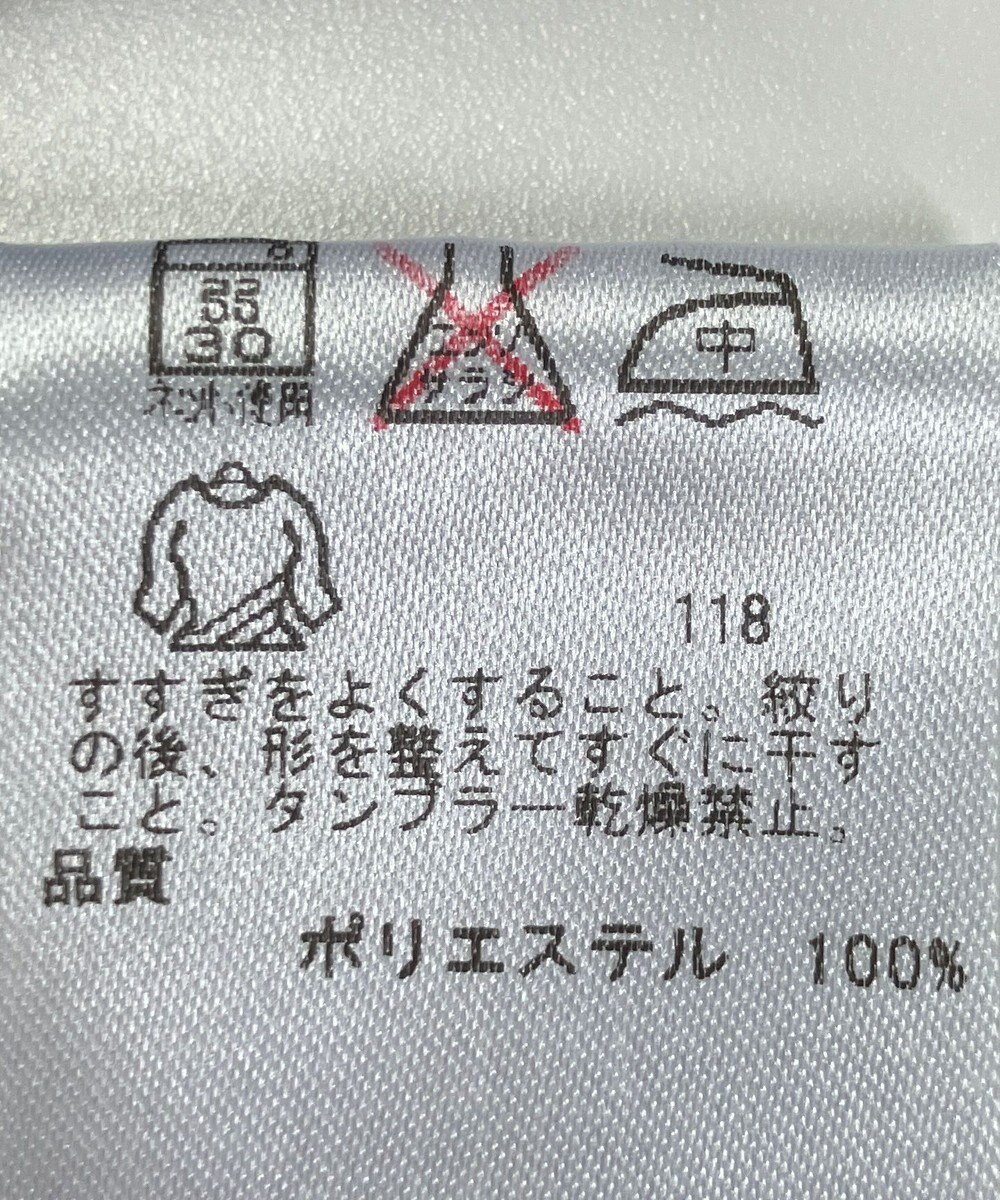 弱
30
ネット使用
エンソ
サラシ
中
118
すすぎをよくすること。絞り
の後、形を整えてすぐに干す
こと。タンブラー乾燥禁止。
品質
ポリエステル 100%